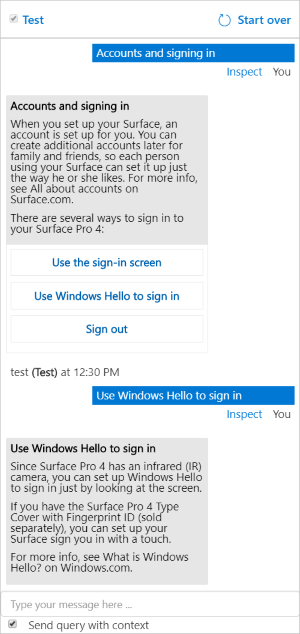 Test
Start over
Accounts and signing in
Inspect You
Accounts and signing in
When you set up your Surface, an
account is set up for you. You can
create additional accounts later for
family and friends, so each person
using your Surface can set it up just
the way he or she likes. For more info,
see All about accounts on
Surface.com.
There are several ways to sign in to
your Surface Pro 4:
Use the sign-in screen
Use Windows Hello to sign in
Sign out
test (Test) at 12:30 PM
Use Windows Hello to sign in
Inspect You
Use Windows Hello to sign in
Since Surface Pro 4 has an infrared (IR)
camera, you can set up Windows Hello
to sign in just by looking at the screen.
If you have the Surface Pro 4 Type
Cover with Fingerprint ID (sold
separately), you can set up your
Surface sign you in with a touch.
For more info, see What is Windows
Hello? on Windows.com.
Type your message here ...
Send query with context